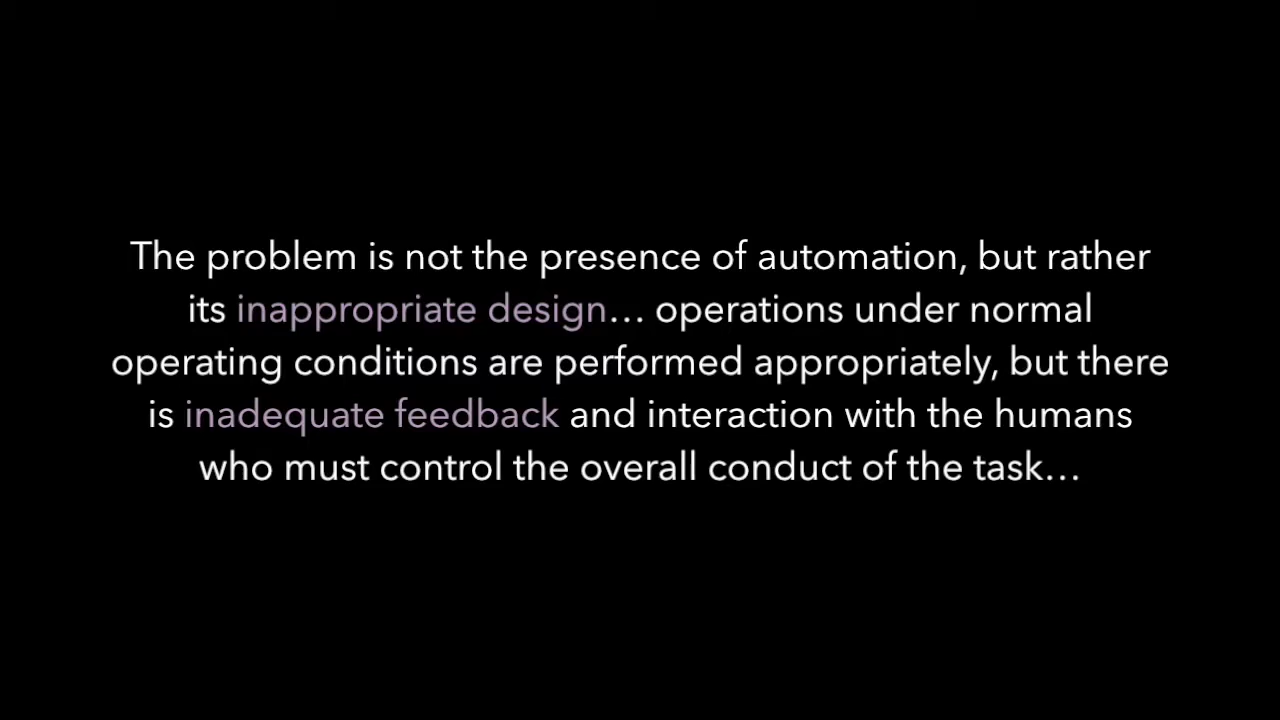 The problem is not the presence of automation, but rather
its inappropriate design… operations under normal
operating conditions are performed appropriately, but there
is inadequate feedback and interaction with the humans
who must control the overall conduct of the task…